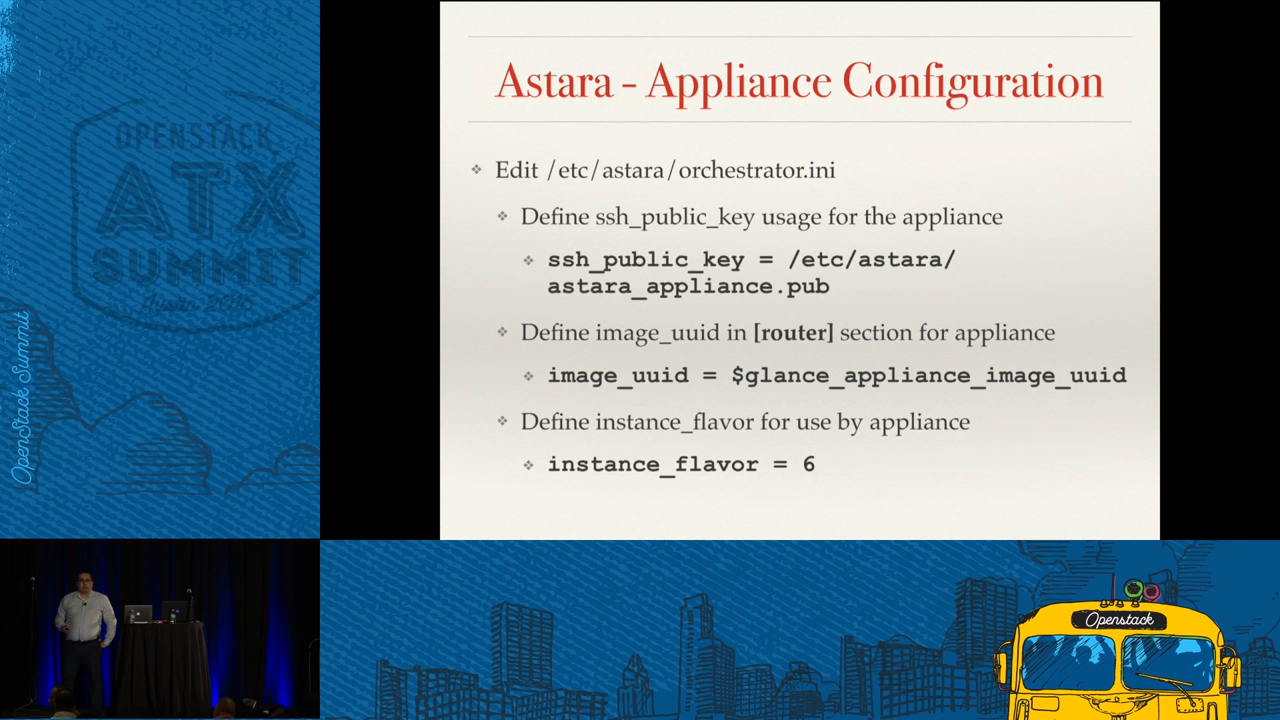 Astara - Appliance Configuration
❖ Edit /etc/astara/orchestrator.ini
❖ Define ssh_public_key usage for the appliance
❖ ssh_public_key = /etc/astara/
astara_appliance.pub
❖ Define image_uuid in [router] section for appliance
❖ image_uuid = $glance_appliance_image_uuid
❖ Define instance_flavor for use by appliance
❖ instance_flavor = 6
OPENSTACK
ATX
SUMMIT
Austin 2016
OpenStack Summit
Openstack